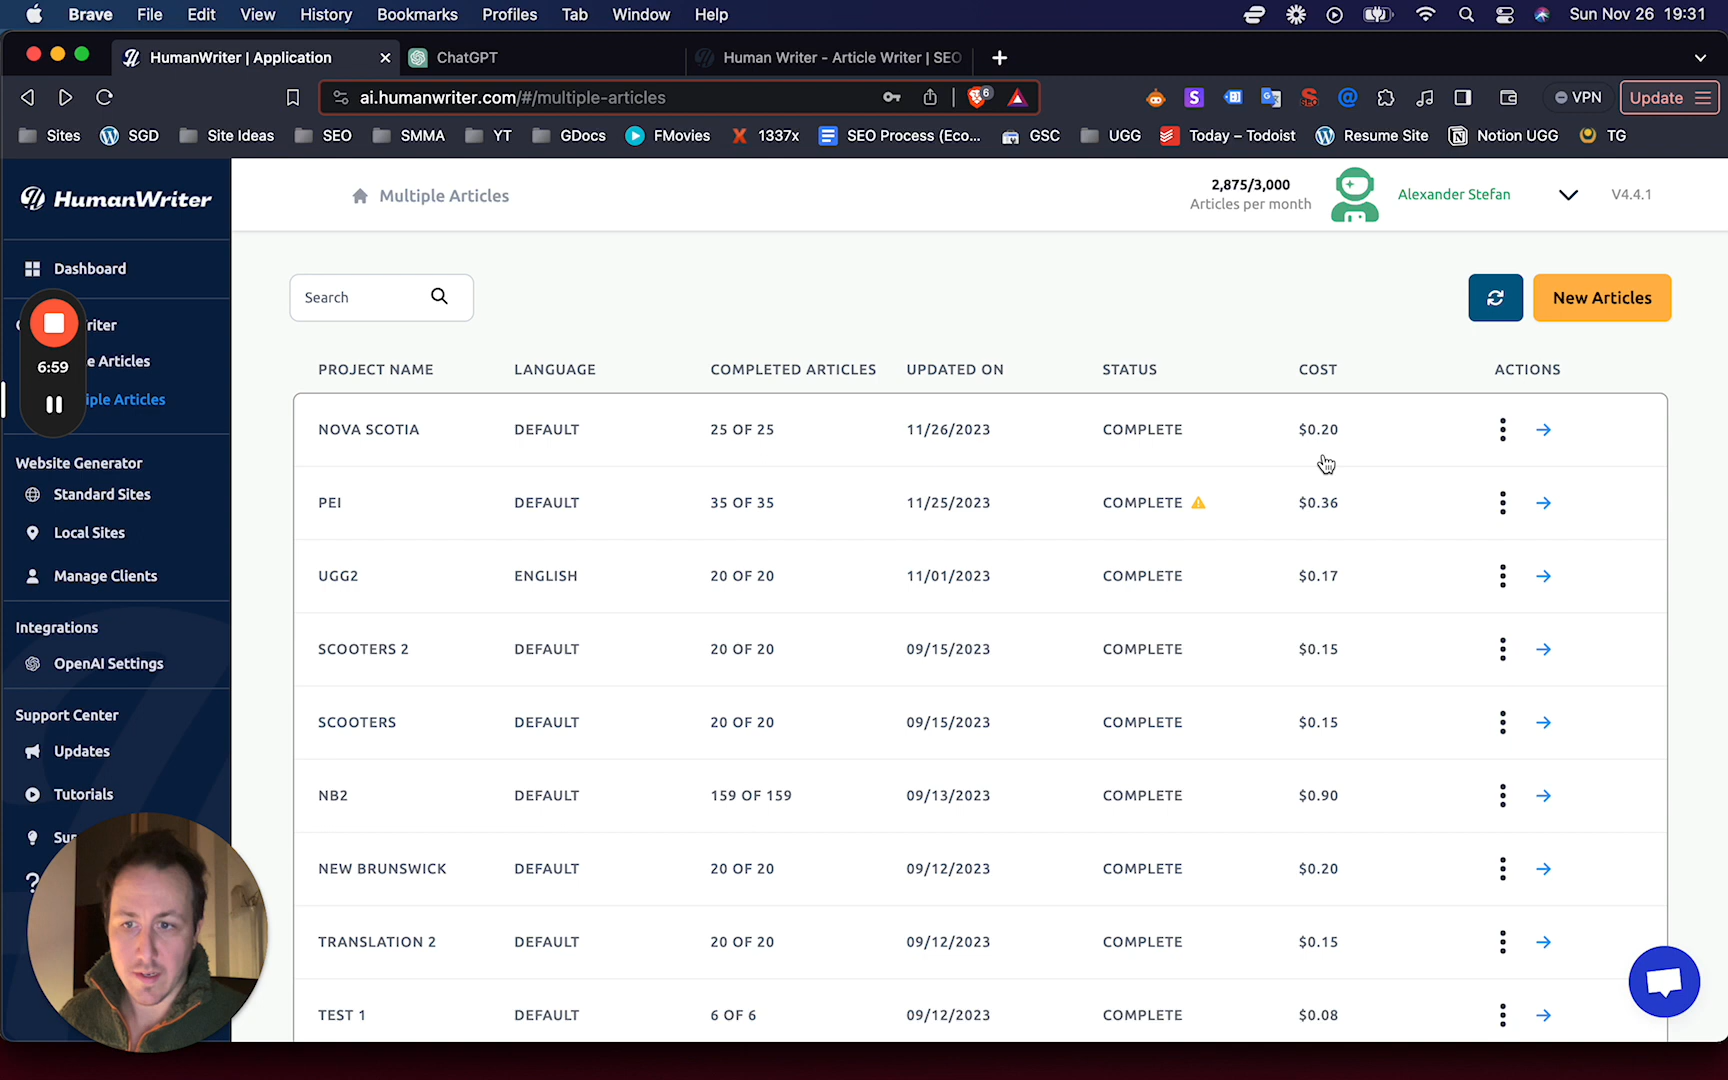 Brave File Edit View History Bookmarks Profiles Tab Window Help Sun Nov 26 19:31
HumanWriter | Application ChatGPT Human Writer - Article Writer | SEO
ai.humanwriter.com/#/multiple-articles 6 VPN Update
Sites SGD Site Ideas SEO SMMA YT GDocs FMovies 1337x SEO Process (Eco... GSC UGG Today – Todoist Resume Site Notion UGG TG
HumanWriter
Multiple Articles
2,875/3,000
Articles per month
Alexander Stefan
V4.4.1
Dashboard
riter
6:59
e Articles
iple Articles
Website Generator
Standard Sites
Local Sites
Manage Clients
Integrations
OpenAI Settings
Support Center
Updates
Tutorials
Search
New Articles
PROJECT NAME LANGUAGE COMPLETED ARTICLES UPDATED ON STATUS COST ACTIONS
NOVA SCOTIA DEFAULT 25 OF 25 11/26/2023 COMPLETE $0.20
PEI DEFAULT 35 OF 35 11/25/2023 COMPLETE $0.36
UGG2 ENGLISH 20 OF 20 11/01/2023 COMPLETE $0.17
SCOOTERS 2 DEFAULT 20 OF 20 09/15/2023 COMPLETE $0.15
SCOOTERS DEFAULT 20 OF 20 09/15/2023 COMPLETE $0.15
NB2 DEFAULT 159 OF 159 09/13/2023 COMPLETE $0.90
NEW BRUNSWICK DEFAULT 20 OF 20 09/12/2023 COMPLETE $0.20
TRANSLATION 2 DEFAULT 20 OF 20 09/12/2023 COMPLETE $0.15
TEST 1 DEFAULT 6 OF 6 09/12/2023 COMPLETE $0.08